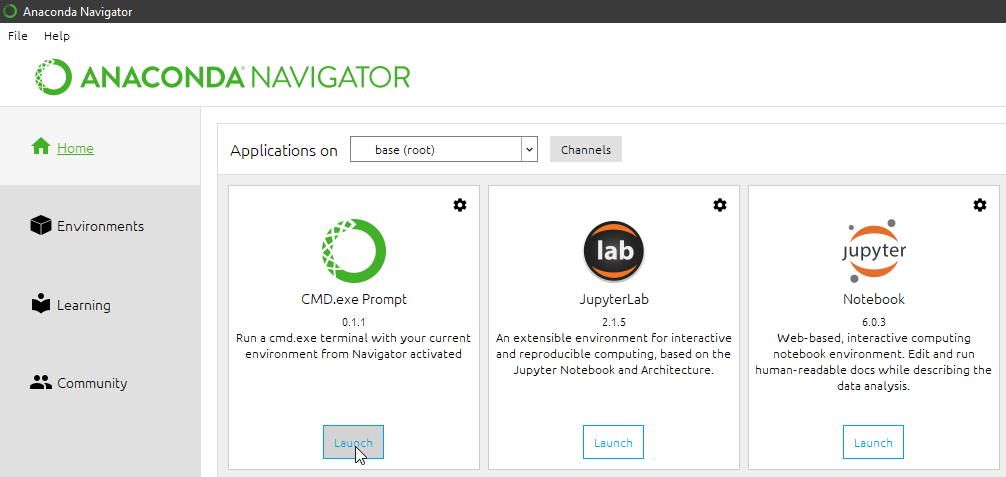 Anaconda Navigator
File Help
ANACONDA NAVIGATOR
Home
Environments
Learning
Community
Applications on base (root) Channels
CMD.exe Prompt
0.1.1
Run a cmd.exe terminal with your current
environment from Navigator activated
Launch
lab
JupyterLab
2.1.5
An extensible environment for interactive
and reproducible computing, based on the
Jupyter Notebook and Architecture.
Launch
jupyter
Notebook
6.0.3
Web-based, interactive computing
notebook environment. Edit and run
human-readable docs while describing the
data analysis.
Launch